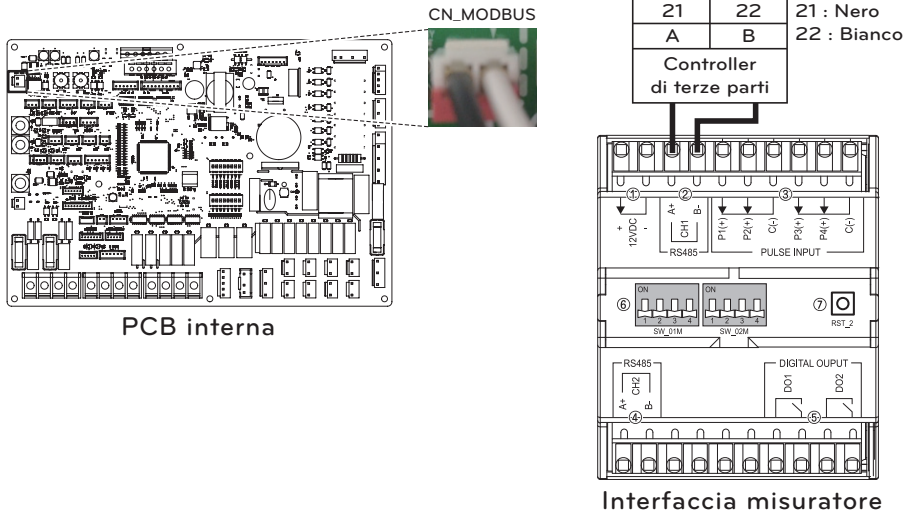 CN_MODBUS
21 22
A B
Controller
di terze parti
21 : Nero
22 : Bianco
PCB interna
① ② ③
+ - A+ B- P1(+) P2(+) C(-) P3(+) P4(+) C(-)
12VDC CH1
RS485 PULSE INPUT
⑥ ON ON ⑦
1 2 3 4 1 2 3 4
SW_01M SW_02M RST_2
RS485 DIGITAL OUPUT
CH2 DO1 DO2
A+ B-
④ ⑤
Interfaccia misuratore